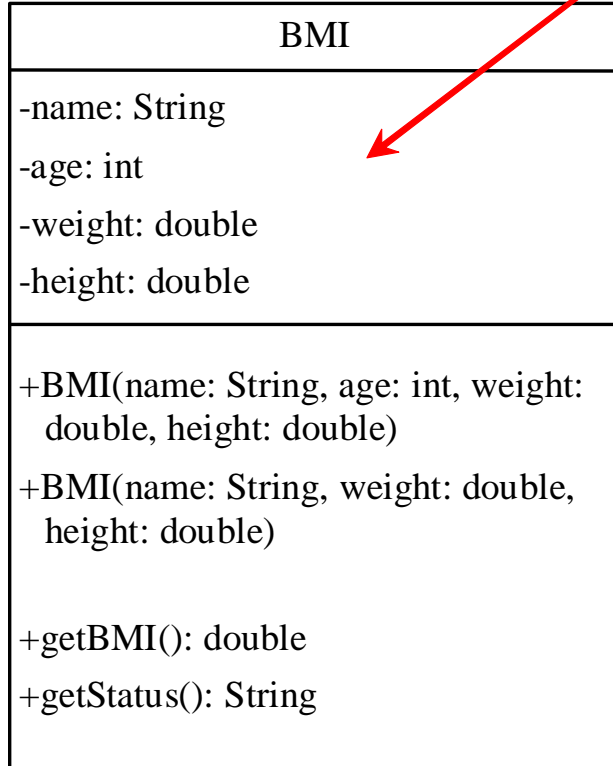 BMI
-name: String
-age: int
-weight: double
-height: double
+BMI(name: String, age: int, weight:
double, height: double)
+BMI(name: String, weight: double,
height: double)
+getBMI(): double
+getStatus(): String